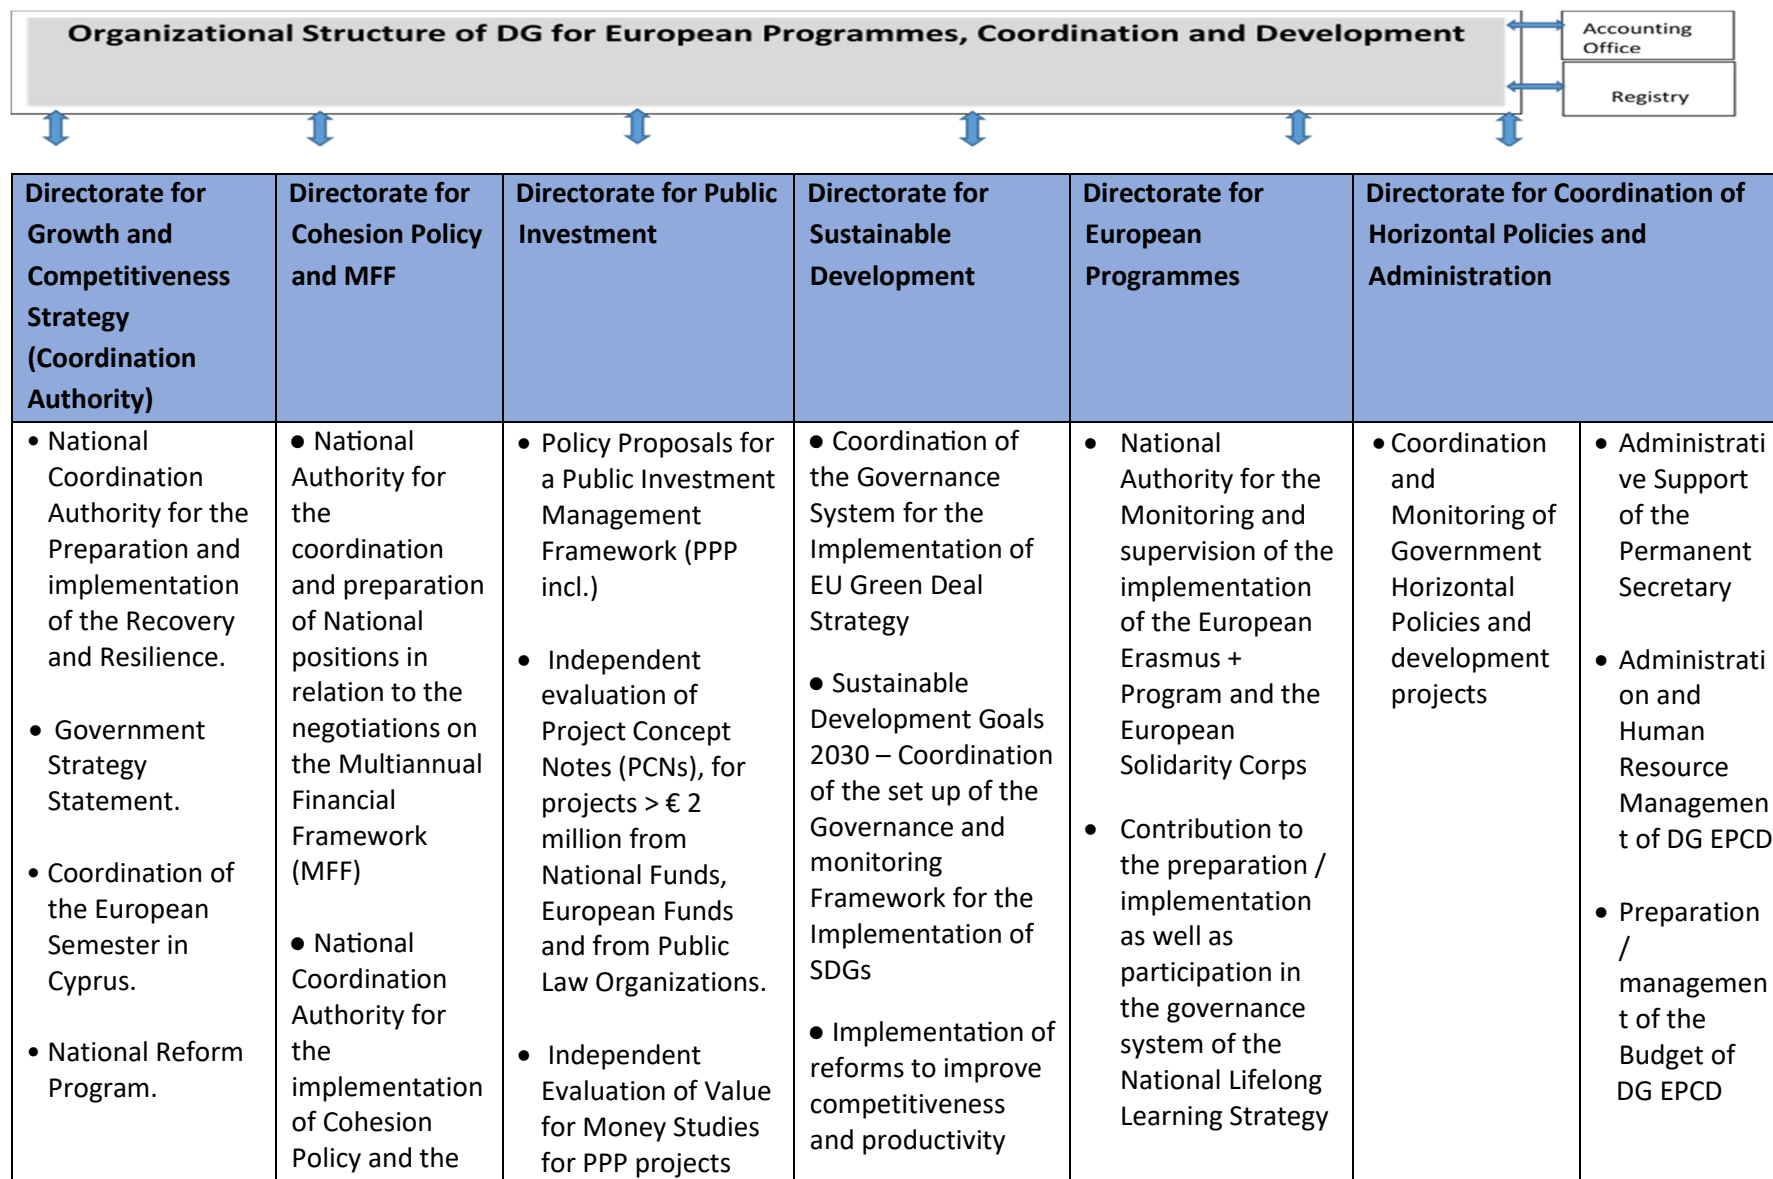 Organizational Structure of DG for European Programmes, Coordination and Development
Accounting
Office
Registry
Directorate for
Growth and
Competitiveness
Strategy
(Coordination
Authority)
Directorate for
Cohesion Policy
and MFF
Directorate for Public
Investment
Directorate for
Sustainable
Development
Directorate for
European
Programmes
Directorate for Coordination of
Horizontal Policies and
Administration
• National
Coordination
Authority for the
Preparation and
implementation
of the Recovery
and Resilience.
• Government
Strategy
Statement.
• Coordination of
the European
Semester in
Cyprus.
• National Reform
Program.
● National
Authority for
the
coordination
and preparation
of National
positions in
relation to the
negotiations on
the Multiannual
Financial
Framework
(MFF)
● National
Coordination
Authority for
the
implementation
of Cohesion
Policy and the
• Policy Proposals for
a Public Investment
Management
Framework (PPP
incl.)
• Independent
evaluation of
Project Concept
Notes (PCNs), for
projects > € 2
million from
National Funds,
European Funds
and from Public
Law Organizations.
• Independent
Evaluation of Value
for Money Studies
for PPP projects
● Coordination of
the Governance
System for the
Implementation of
EU Green Deal
Strategy
● Sustainable
Development Goals
2030 – Coordination
of the set up of the
Governance and
monitoring
Framework for the
Implementation of
SDGs
● Implementation of
reforms to improve
competitiveness
and productivity
• National
Authority for the
Monitoring and
supervision of the
implementation
of the European
Erasmus +
Program and the
European
Solidarity Corps
• Contribution to
the preparation /
implementation
as well as
participation in
the governance
system of the
National Lifelong
Learning Strategy
• Coordination
and
Monitoring of
Government
Horizontal
Policies and
development
projects
• Administrati
ve Support
of the
Permanent
Secretary
• Administrati
on and
Human
Resource
Managemen
t of DG EPCD
• Preparation
/
managemen
t of the
Budget of
DG EPCD